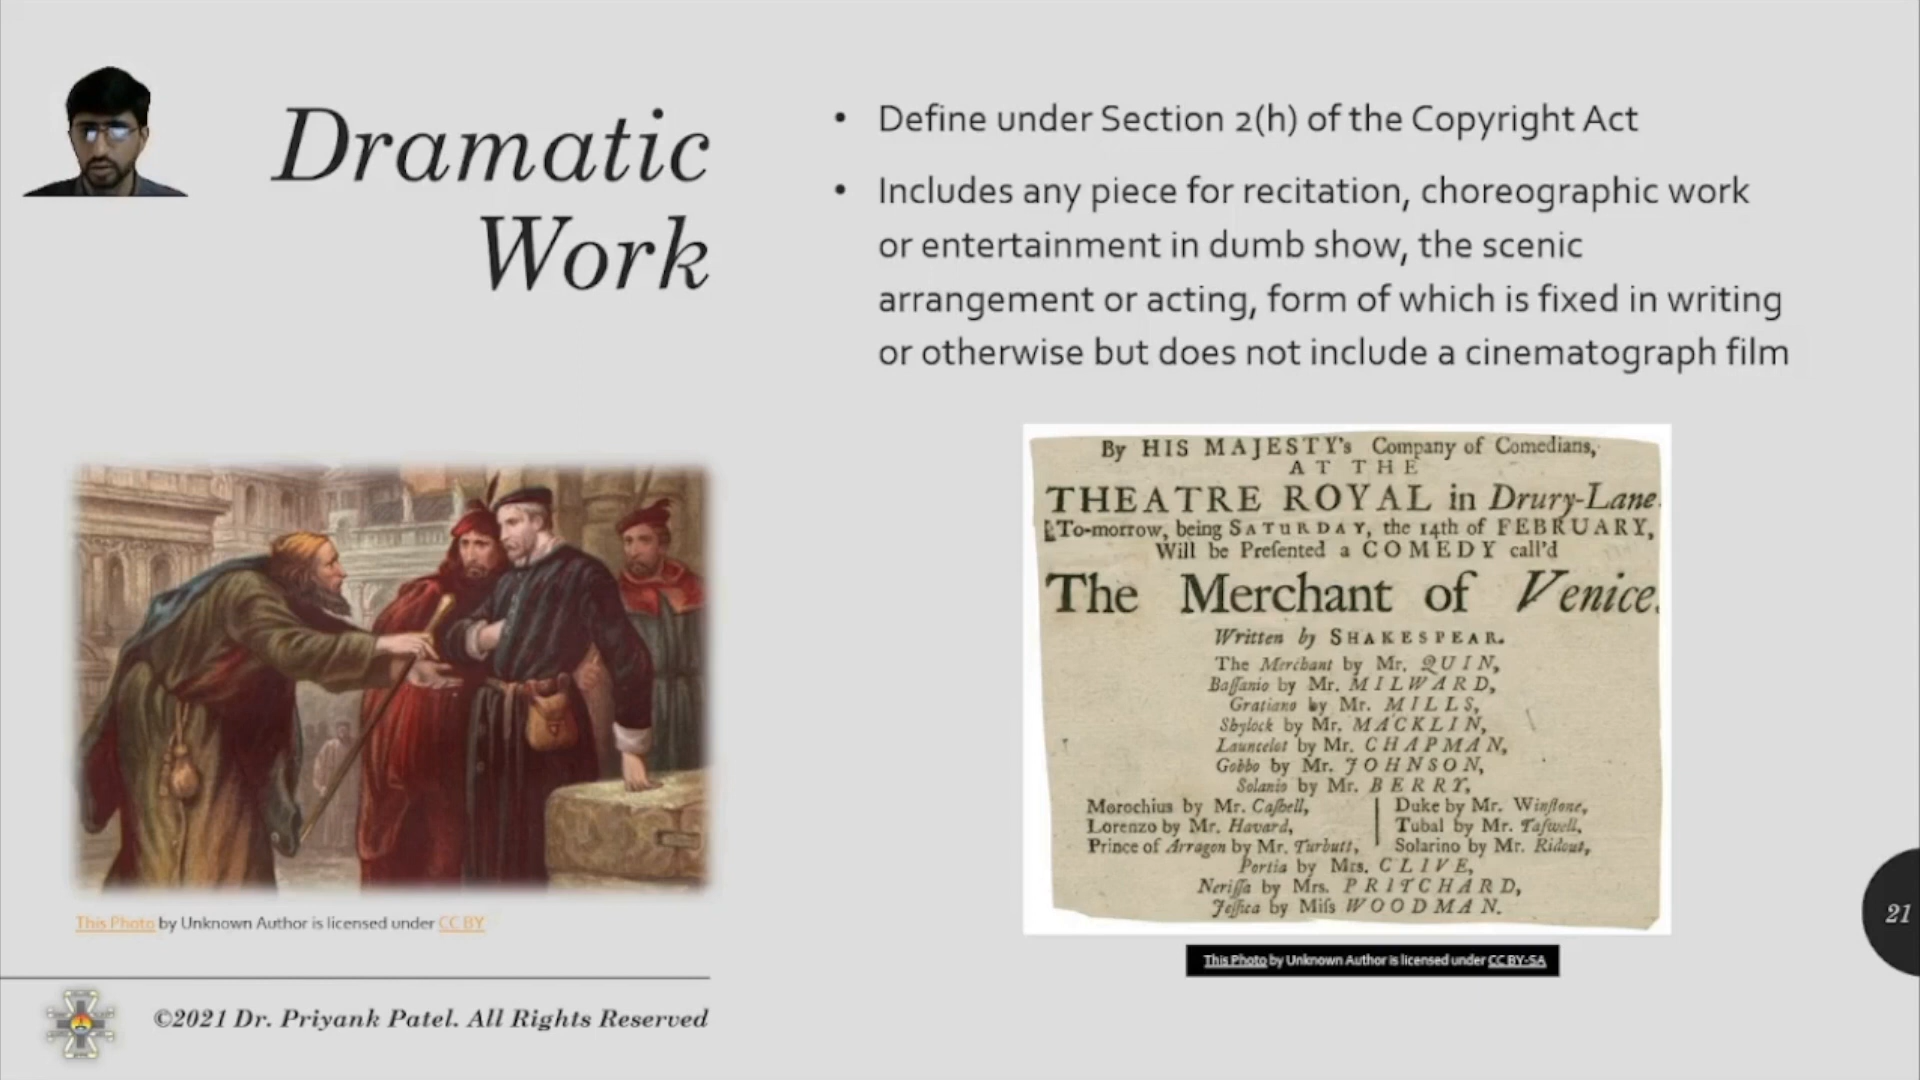 Dramatic
Work
• Define under Section 2(h) of the Copyright Act
• Includes any piece for recitation, choreographic work
or entertainment in dumb show, the scenic
arrangement or acting, form of which is fixed in writing
or otherwise but does not include a cinematograph film
By HIS MAJESTY's Company of Comedians,
AT THE
THEATRE ROYAL in Drury-Lane.
To-morrow, being SATURDAY, the 14th of FEBRUARY,
Will be Preſented a COMEDY call'd
The Merchant of Venice.
Written by SHAKESPEAR.
The Merchant by Mr. QUIN,
Baſſanio by Mr. MILWARD,
Gratiano by Mr. MILLS,
Shylock by Mr. MACKLIN,
Launcelot by Mr. CHAPMAN,
Gobbo by Mr. JOHNSON,
Solanio by Mr. BERRY,
Morochius by Mr. Caſhell, | Duke by Mr. Winſtone,
Lorenzo by Mr. Havard, | Tubal by Mr. Taſwell,
Prince of Arragon by Mr. Turbutt, | Solarino by Mr. Ridout,
Portia by Mrs. CLIVE,
Neriſſa by Mrs. PRITCHARD,
Jeſſica by Miſs WOODMAN.
This Photo by Unknown Author is licensed under CC BY
This Photo by Unknown Author is licensed under CC BY-SA
21
©2021 Dr. Priyank Patel. All Rights Reserved